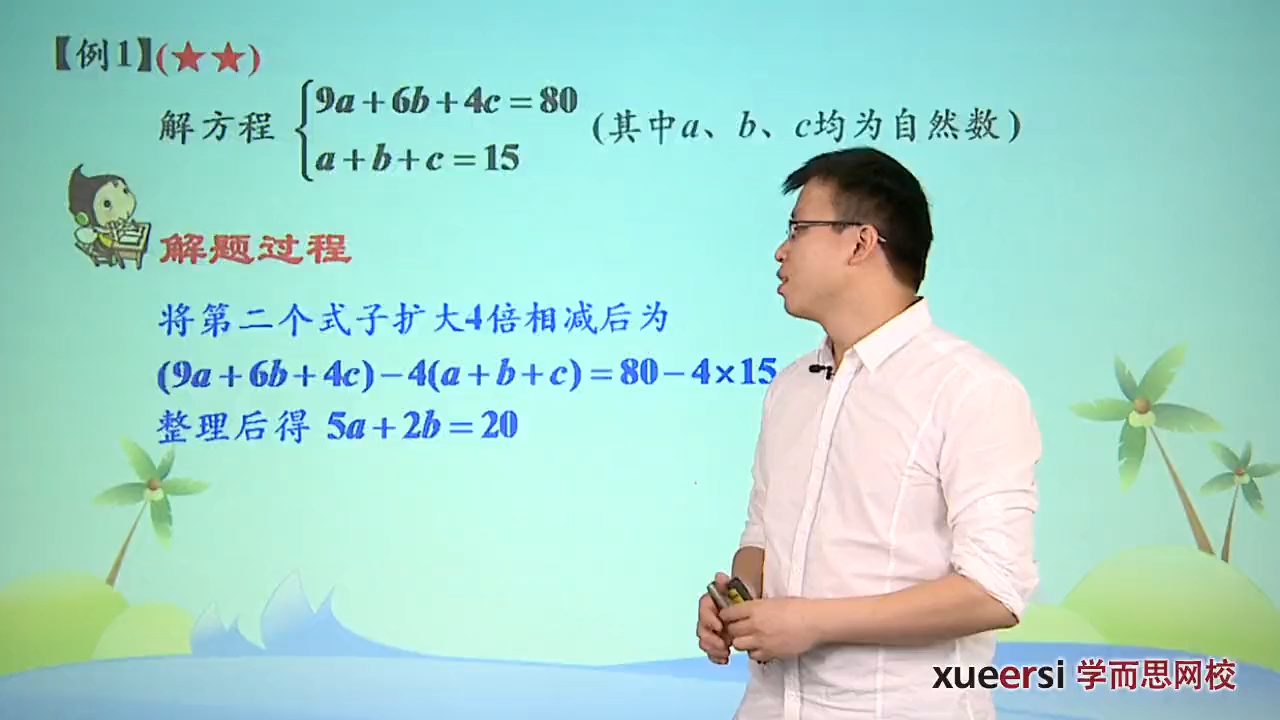 【例1】(★★)
解方程 { 9a+6b+4c=80
a+b+c=15 (其中a、b、c均为自然数)
解题过程
将第二个式子扩大4倍相减后为
(9a+6b+4c)-4(a+b+c)=80-4×15
整理后得 5a+2b=20
xueersi 学而思网校